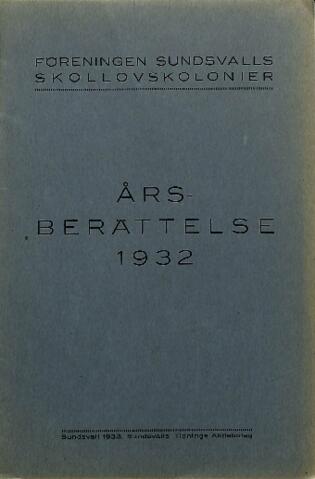 FÖRENINGEN SUNDSVALLS
SKOLLOVSKOLONIER
ÅRS-
BERÄTTELSE
1932
Sundsvall 1933. Sundsvalls Tidnings Aktiebolag